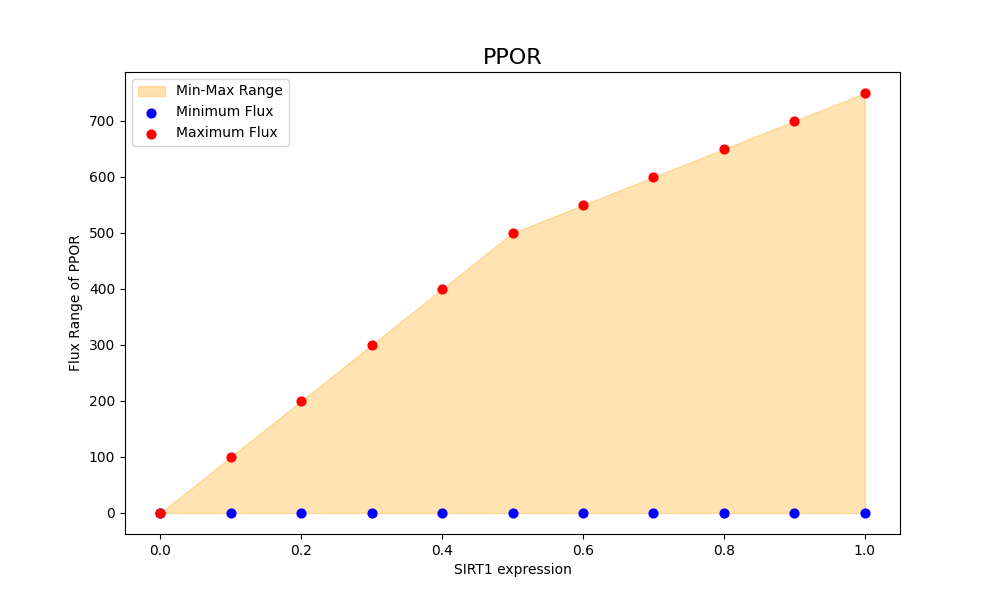 PPOR
Min-Max Range
Minimum Flux
Maximum Flux
700
600
500
400
300
200
100
0
Flux Range of PPOR
0.0 0.2 0.4 0.6 0.8 1.0
SIRT1 expression